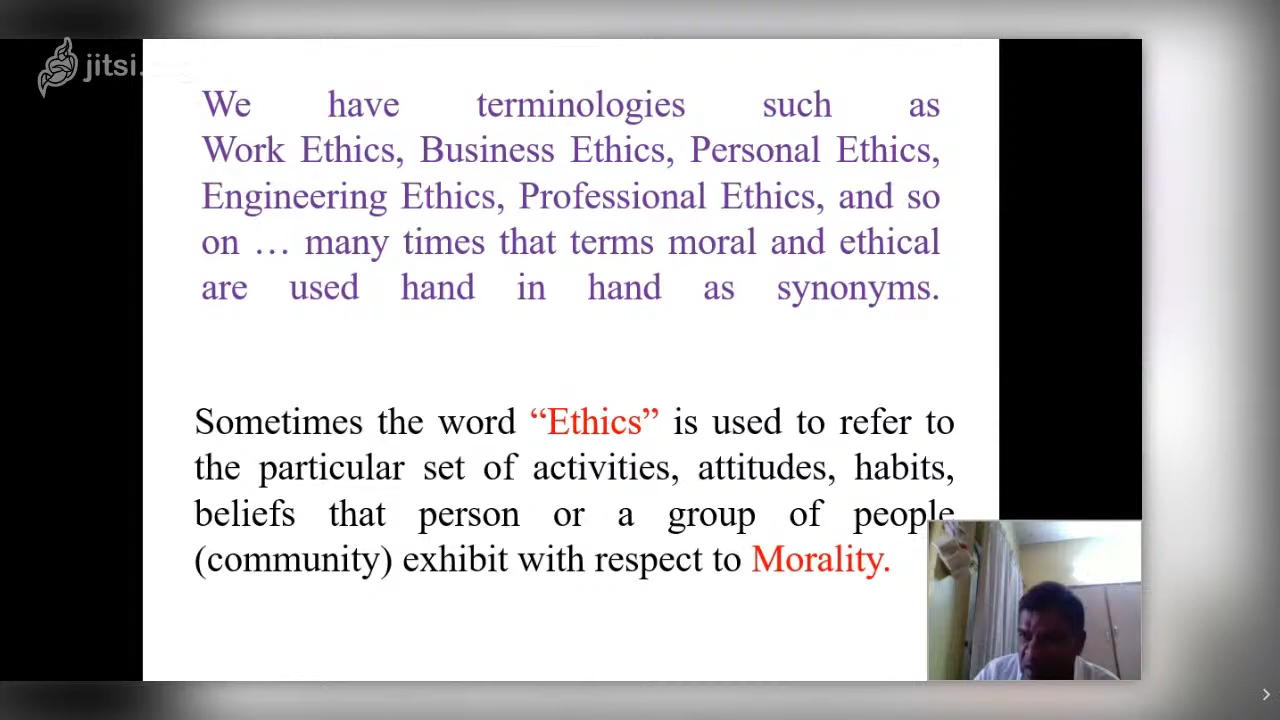 jitsi.
We have terminologies such as
Work Ethics, Business Ethics, Personal Ethics,
Engineering Ethics, Professional Ethics, and so
on … many times that terms moral and ethical
are used hand in hand as synonyms.
Sometimes the word “Ethics” is used to refer to
the particular set of activities, attitudes, habits,
beliefs that person or a group of people
(community) exhibit with respect to Morality.